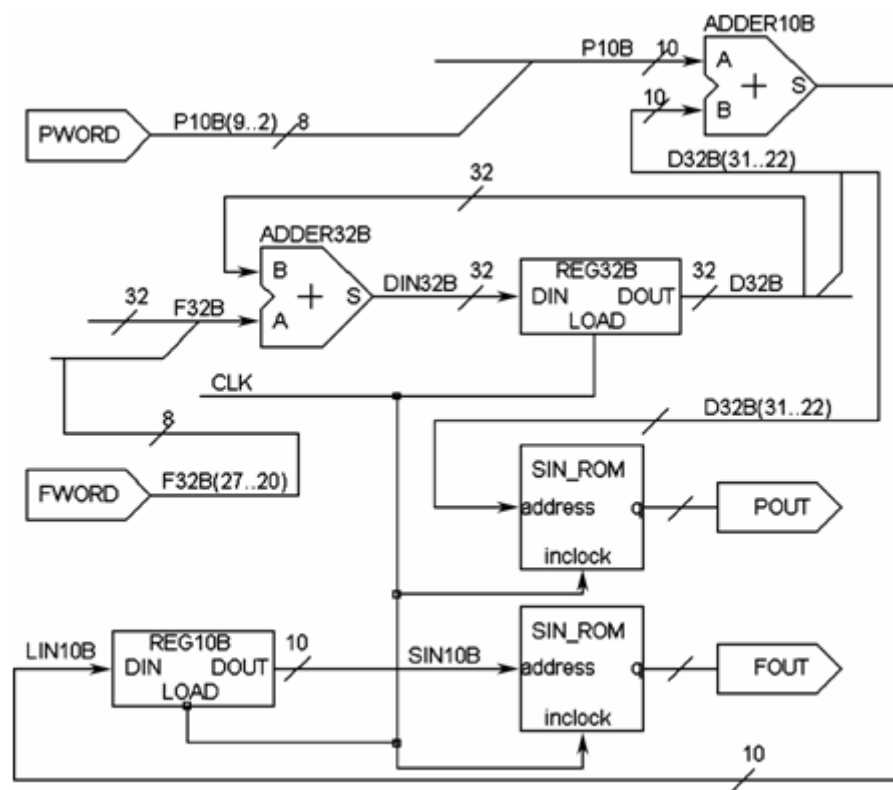 ADDER10B
P10B 10
A
+ S
B
10
PWORD P10B(9..2) 8
D32B(31..22)
32
ADDER32B
B
+ S
A
DIN32B 32
REG32B
DIN DOUT
LOAD
32 D32B
32 F32B
CLK
8
FWORD F32B(27..20)
D32B(31..22)
SIN_ROM
address q
inclock
POUT
LIN10B
REG10B
DIN DOUT
LOAD
10 SIN10B
SIN_ROM
address q
inclock
FOUT
10